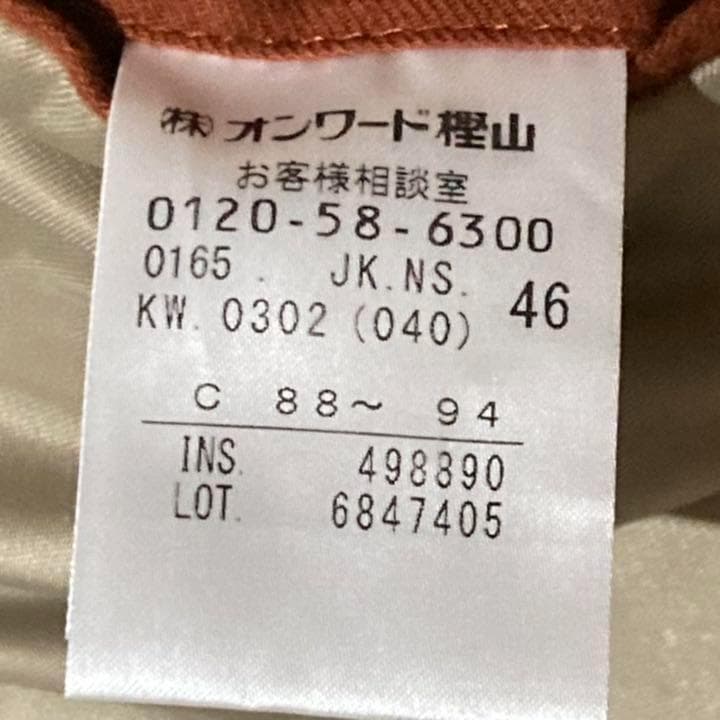 ㈱オンワード樫山
お客様相談室
0120-58-6300
0165 . JK.NS. 46
KW. 0302 (040)
C 88～ 94
INS. 498890
LOT. 6847405